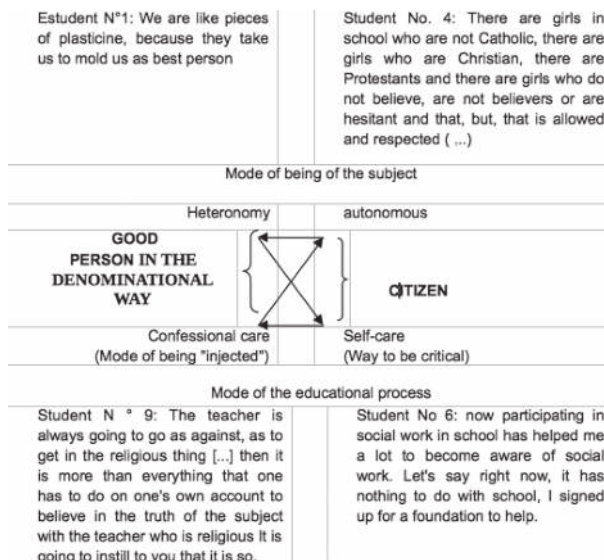 Estudent N°1: We are like pieces
of plasticine, because they take
us to mold us as best person
Student No. 4: There are girls in
school who are not Catholic, there are
girls who are Christian, there are
Protestants and there are girls who do
not believe, are not believers or are
hesitant and that, but, that is allowed
and respected ( ...)
Mode of being of the subject
Heteronomy
autonomous
GOOD
PERSON IN THE
DENOMINATIONAL
WAY
CITIZEN
Confessional care
(Mode of being "injected")
Self-care
(Way to be critical)
Mode of the educational process
Student N ° 9: The teacher is
always going to go as against, as to
get in the religious thing [...] then it
is more than everything that one
has to do on one's own account to
believe in the truth of the subject
with the teacher who is religious It is
going to instill to you that it is so.
Student No 6: now participating in
social work in school has helped me
a lot to become aware of social
work. Let's say right now, it has
nothing to do with school, I signed
up for a foundation to help.